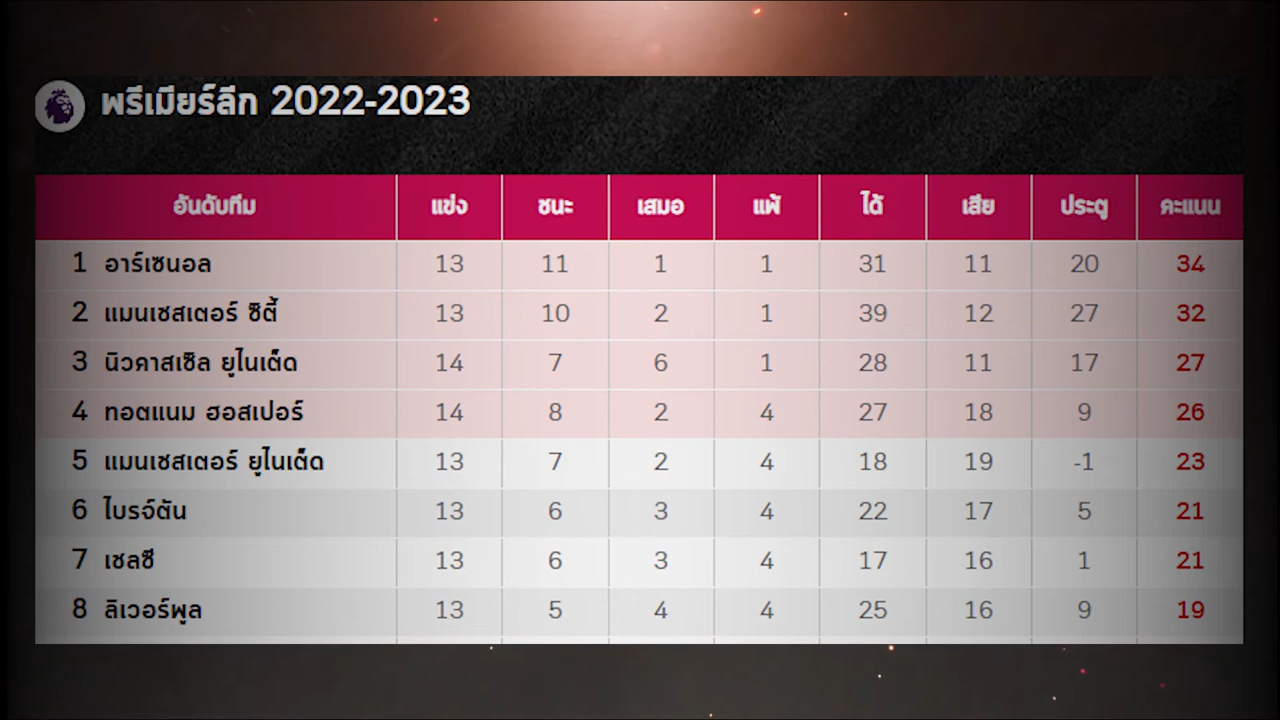 พรีเมียร์ลีก 2022-2023
อันดับทีม แข่ง ชนะ เสมอ แพ้ ได้ เสีย ประตู คะแนน
1 อาร์เซนอล 13 11 1 1 31 11 20 34
2 แมนเชสเตอร์ ซิตี้ 13 10 2 1 39 12 27 32
3 นิวคาสเซิล ยูไนเต็ด 14 7 6 1 28 11 17 27
4 ทอตแนม ฮอสเปอร์ 14 8 2 4 27 18 9 26
5 แมนเชสเตอร์ ยูไนเต็ด 13 7 2 4 18 19 -1 23
6 ไบรจ์ตัน 13 6 3 4 22 17 5 21
7 เชลซี 13 6 3 4 17 16 1 21
8 ลิเวอร์พูล 13 5 4 4 25 16 9 19